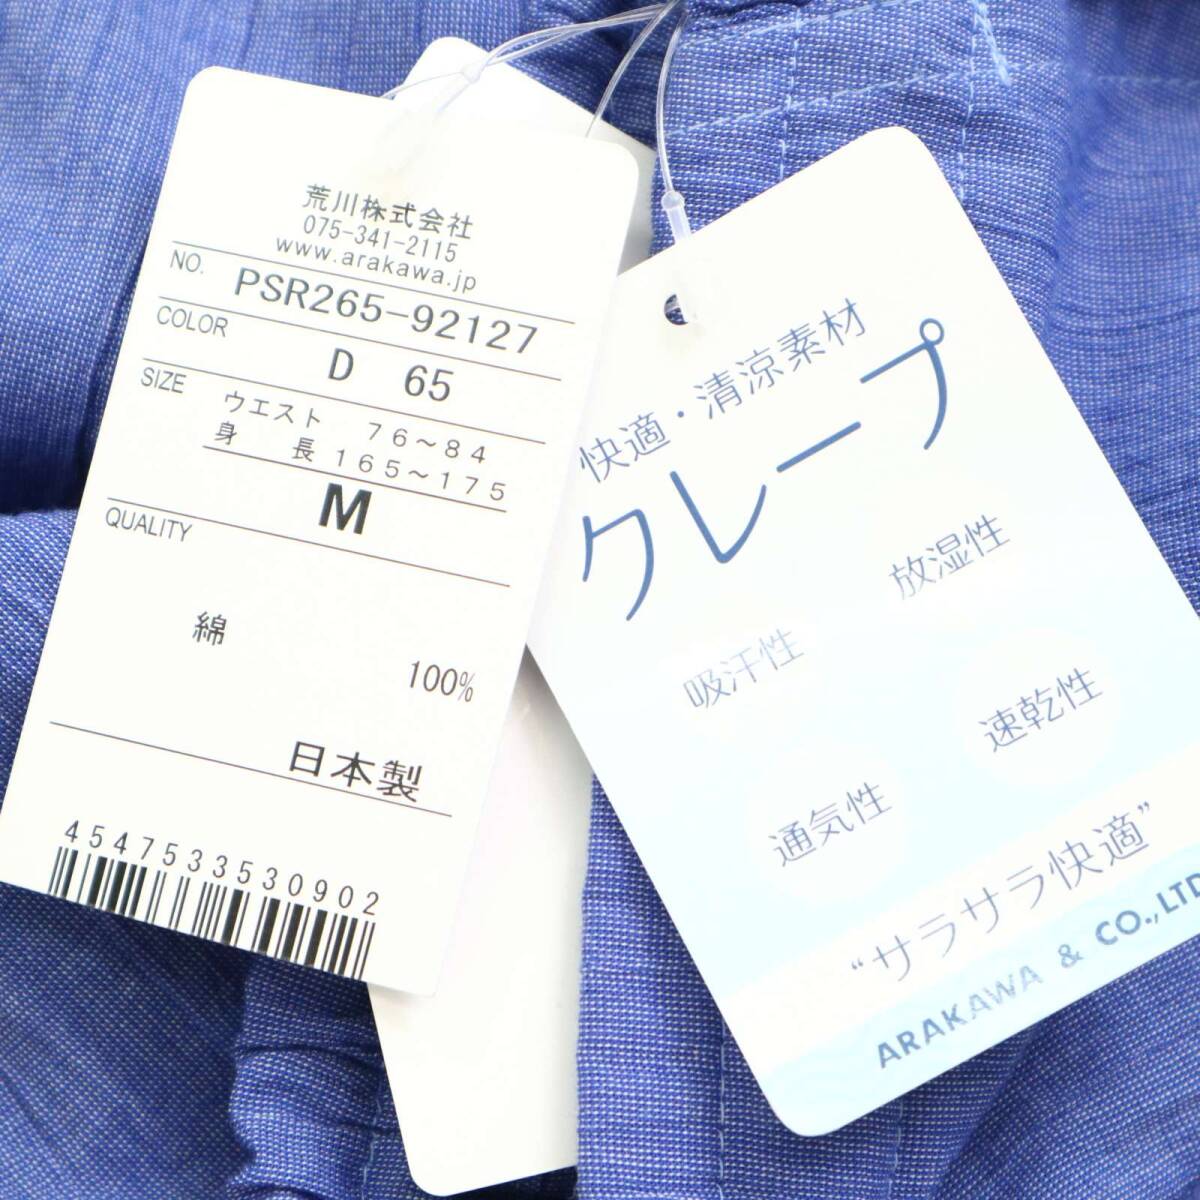 荒川株式会社
075-341-2115
www.arakawa.jp
NO. PSR265-92127
COLOR D 65
SIZE ウエスト 76～84
身 長 165～175
M
QUALITY
綿 100%
日本製
4547533530902
快適・清涼素材
クレープ
放湿性
吸汗性
速乾性
通気性
“サラサラ快適”
ARAKAWA & CO.,LTD